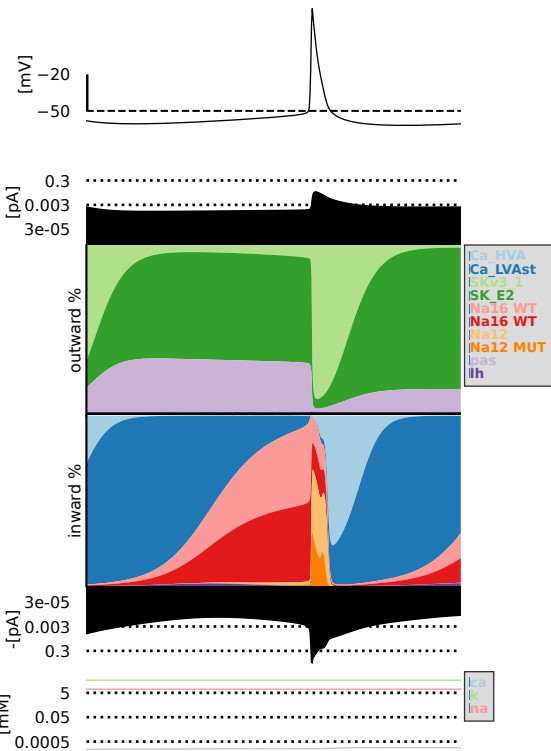 [mV]
−20
−50
[pA]
0.3
0.003
3e-05
outward %
Ca_HVA
Ca_LVAst
SKv3_1
SK_E2
Na16 WT
Na16 WT
Na12
Na12 MUT
pas
Ih
inward %
-[pA]
3e-05
0.003
0.3
[mM]
5
0.05
0.0005
ca
k
na